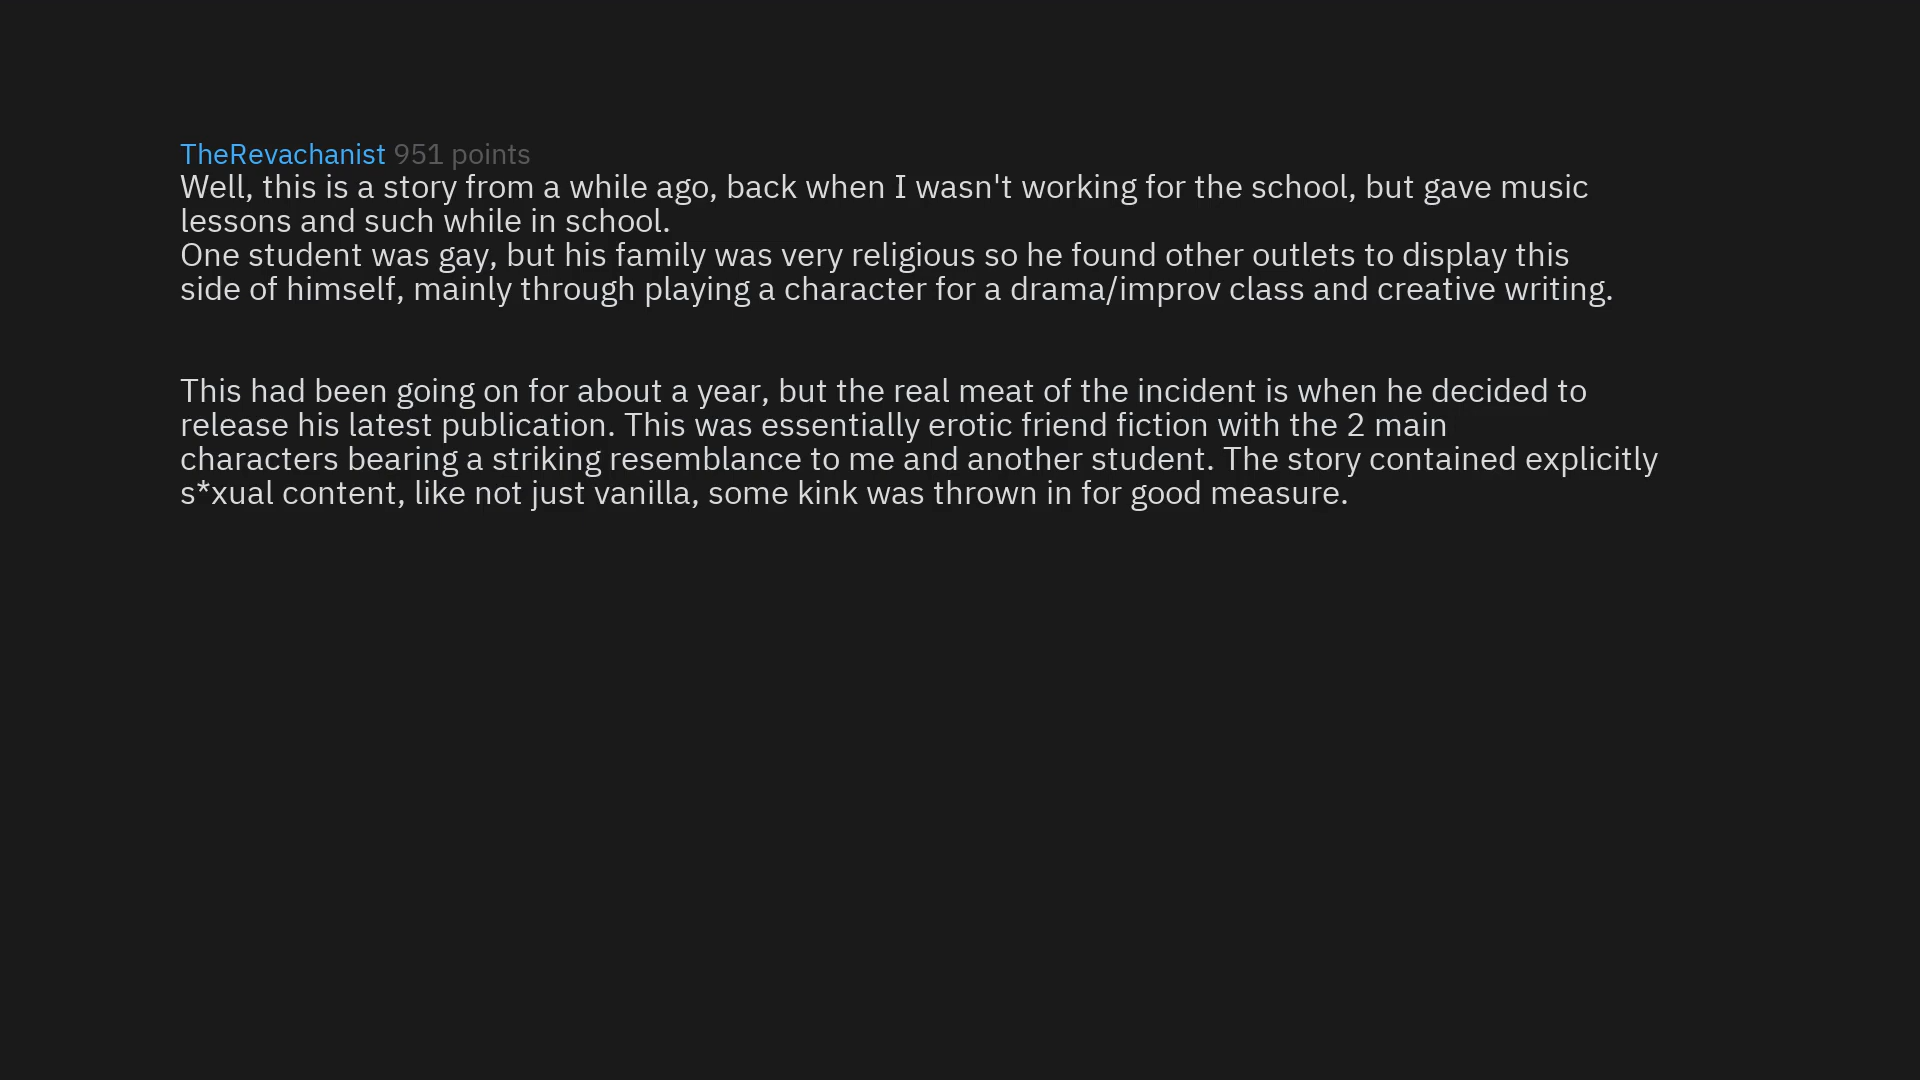 TheRevachanist 951 points
Well, this is a story from a while ago, back when I wasn't working for the school, but gave music
lessons and such while in school.
One student was gay, but his family was very religious so he found other outlets to display this
side of himself, mainly through playing a character for a drama/improv class and creative writing.
This had been going on for about a year, but the real meat of the incident is when he decided to
release his latest publication. This was essentially erotic friend fiction with the 2 main
characters bearing a striking resemblance to me and another student. The story contained explicitly
s*xual content, like not just vanilla, some kink was thrown in for good measure.